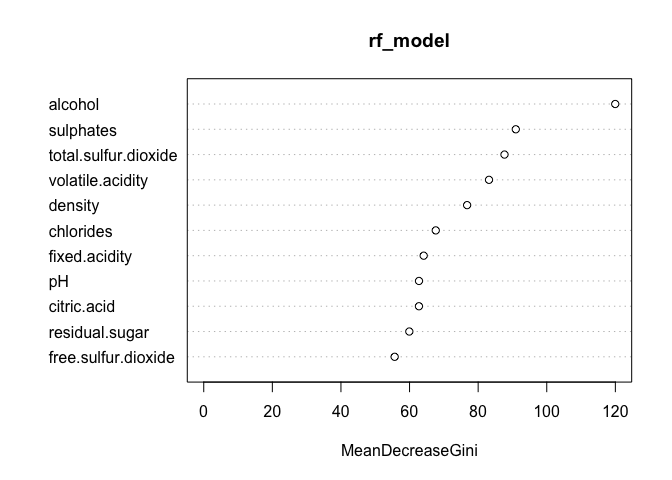 rf_model
alcohol
sulphates
total.sulfur.dioxide
volatile.acidity
density
chlorides
fixed.acidity
pH
citric.acid
residual.sugar
free.sulfur.dioxide
0 20 40 60 80 100 120
MeanDecreaseGini